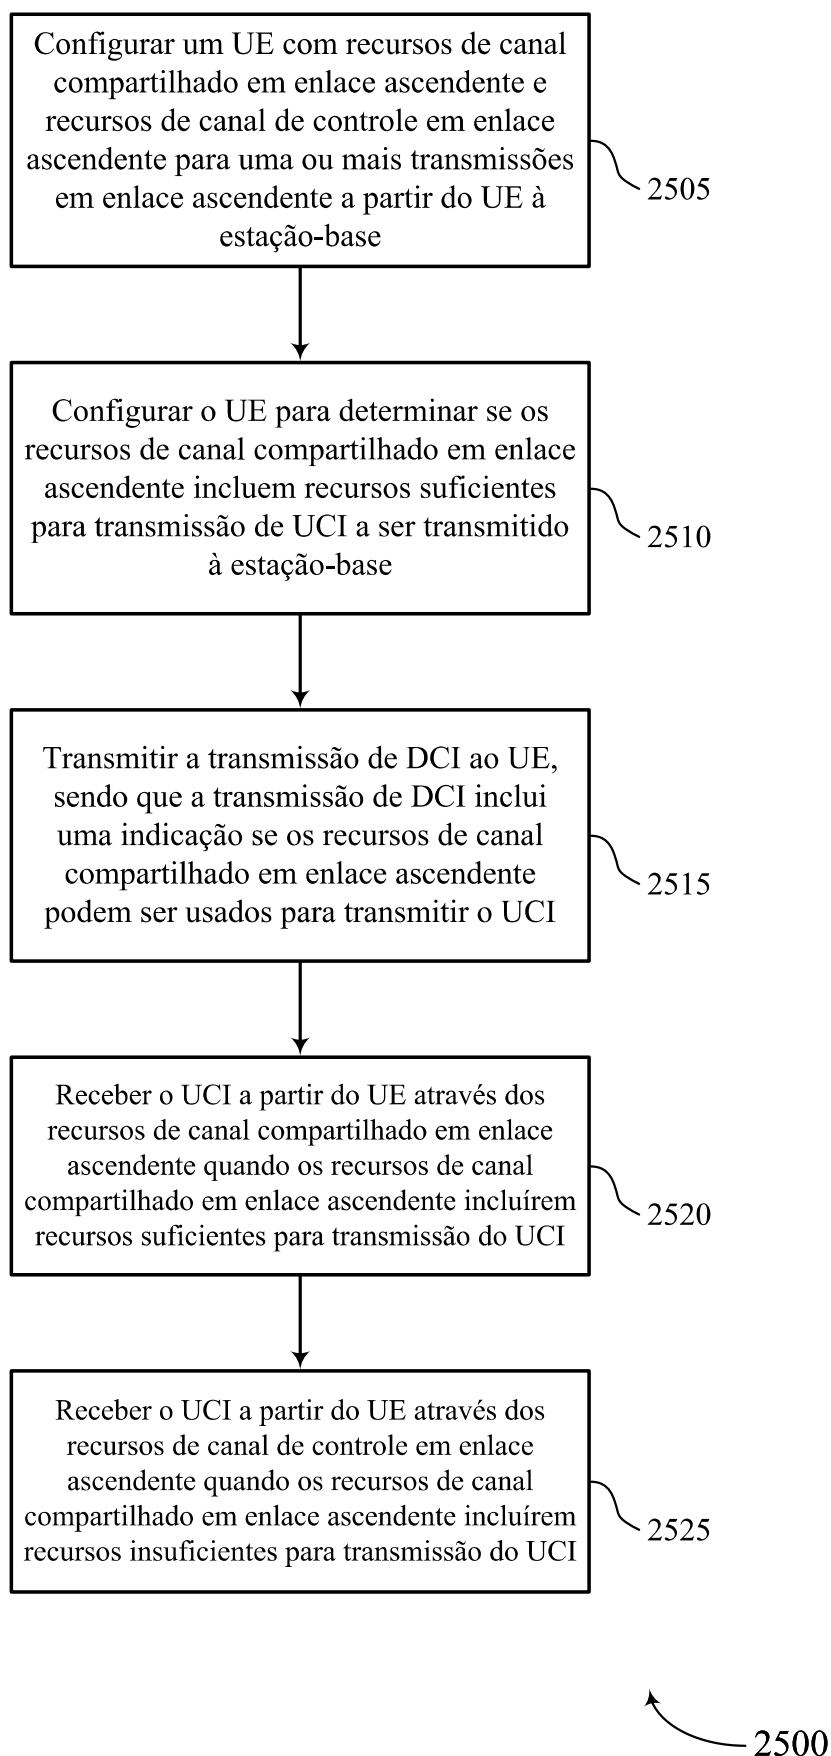 Configurar um UE com recursos de canal
compartilhado em enlace ascendente e
recursos de canal de controle em enlace
ascendente para uma ou mais transmissões
em enlace ascendente a partir do UE à
estação-base
2505
Configurar o UE para determinar se os
recursos de canal compartilhado em enlace
ascendente incluem recursos suficientes
para transmissão de UCI a ser transmitido
à estação-base
2510
Transmitir a transmissão de DCI ao UE,
sendo que a transmissão de DCI inclui
uma indicação se os recursos de canal
compartilhado em enlace ascendente
podem ser usados para transmitir o UCI
2515
Receber o UCI a partir do UE através dos
recursos de canal compartilhado em enlace
ascendente quando os recursos de canal
compartilhado em enlace ascendente incluírem
recursos suficientes para transmissão do UCI
2520
Receber o UCI a partir do UE através dos
recursos de canal de controle em enlace
ascendente quando os recursos de canal
compartilhado em enlace ascendente incluírem
recursos insuficientes para transmissão do UCI
2525
2500